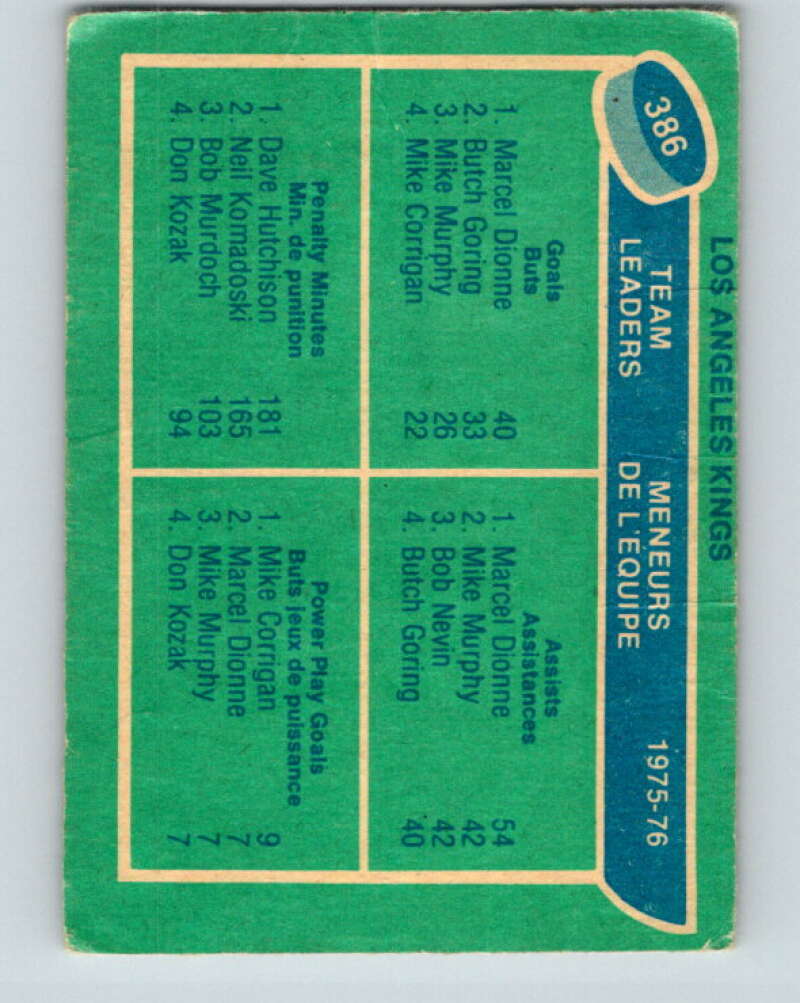 LOS ANGELES KINGS
386
TEAM LEADERS
MENEURS DE L'ÉQUIPE
1975-76
Goals
Buts
1. Marcel Dionne 40
2. Butch Goring 33
3. Mike Murphy 26
4. Mike Corrigan 22
Assists
Assistances
1. Marcel Dionne 54
2. Mike Murphy 42
3. Bob Nevin 42
4. Butch Goring 40
Penalty Minutes
Min. de punition
1. Dave Hutchison 181
2. Neil Komadoski 165
3. Bob Murdoch 103
4. Don Kozak 94
Power Play Goals
Buts jeux de puissance
1. Mike Corrigan 9
2. Marcel Dionne 7
3. Mike Murphy 7
4. Don Kozak 7